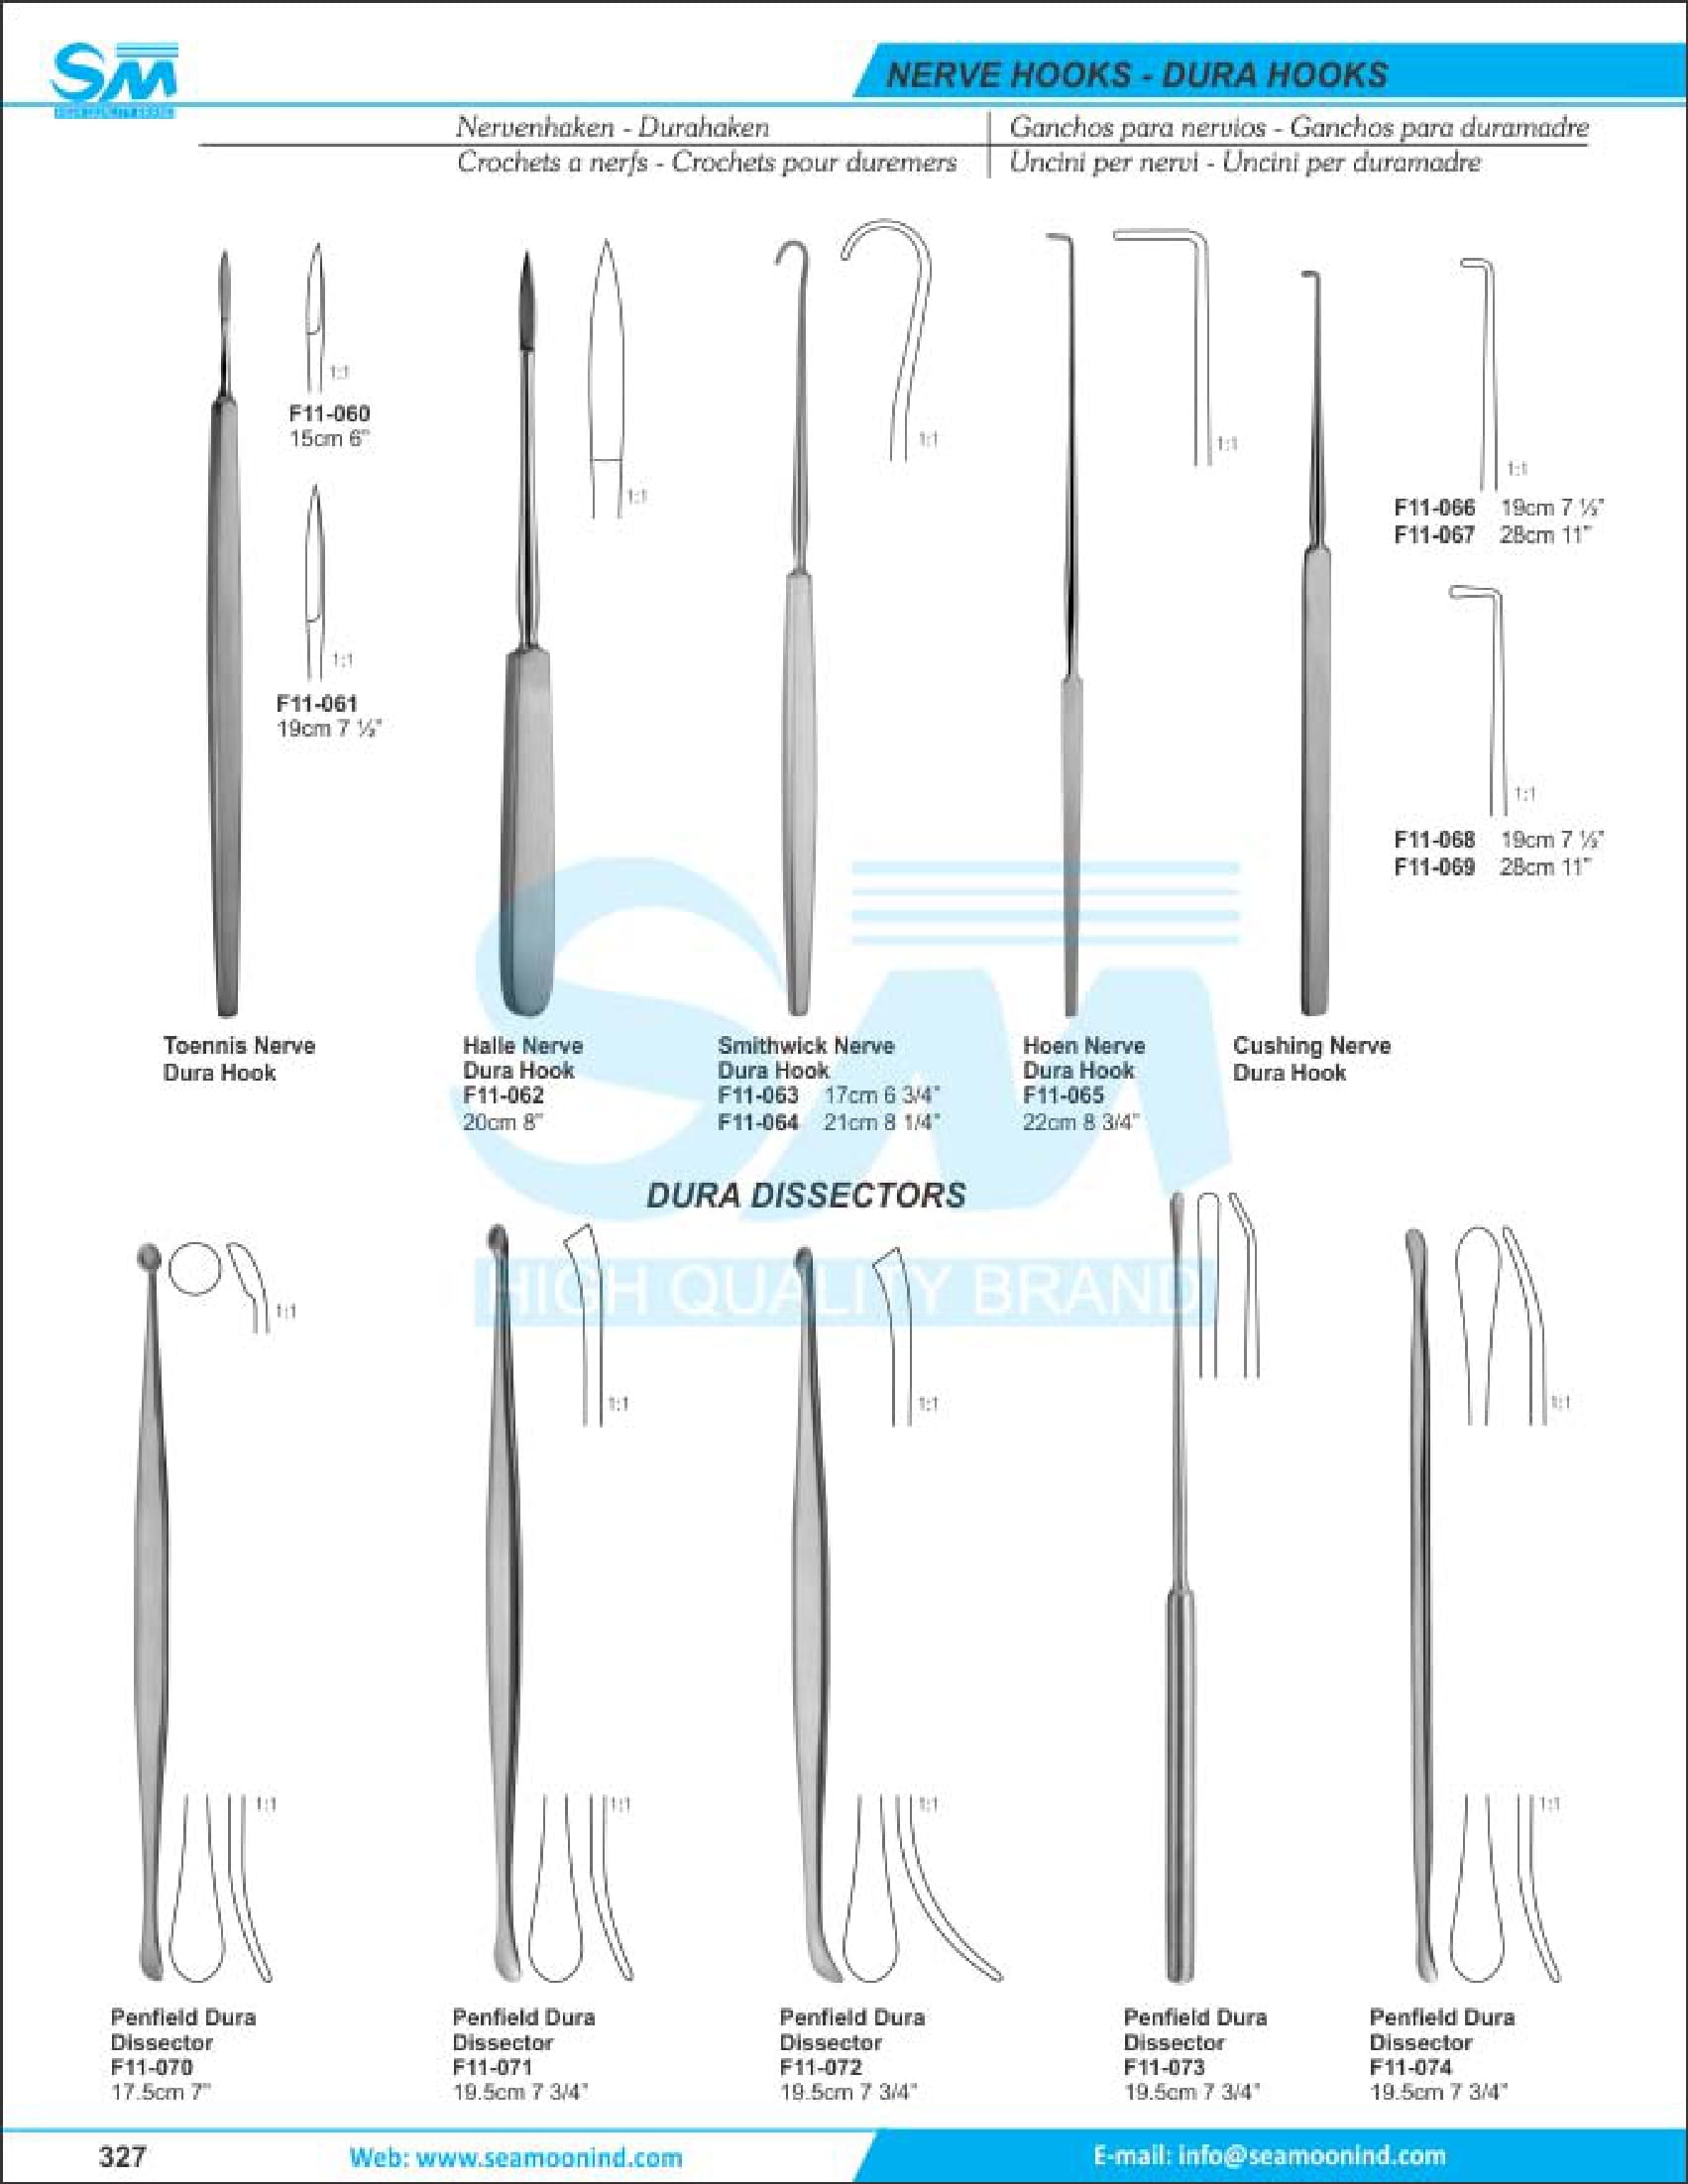 SM
HIGH QUALITY BRAND
NERVE HOOKS - DURA HOOKS
Nervenhaken - Durahaken
Ganchos para nervios - Ganchos para duramadre
Crochets a nerfs - Crochets pour duremers
Uncini per nervi - Uncini per duramadre
1:1
F11-060
15cm 6"
1:1
F11-061
19cm 7 ½"
1:1
1:1
1:1
1:1
F11-066 19cm 7 ½"
F11-067 28cm 11"
1:1
F11-068 19cm 7 ½"
F11-069 28cm 11"
Toennis Nerve
Dura Hook
Halle Nerve
Dura Hook
F11-062
20cm 8"
Smithwick Nerve
Dura Hook
F11-063 17cm 6 3/4"
F11-064 21cm 8 1/4"
Hoen Nerve
Dura Hook
F11-065
22cm 8 3/4"
Cushing Nerve
Dura Hook
SM
HIGH QUALITY BRAND
DURA DISSECTORS
1:1
1:1
1:1
1:1
1:1
1:1
1:1
1:1
Penfield Dura
Dissector
F11-070
17.5cm 7"
Penfield Dura
Dissector
F11-071
19.5cm 7 3/4"
Penfield Dura
Dissector
F11-072
19.5cm 7 3/4"
Penfield Dura
Dissector
F11-073
19.5cm 7 3/4"
Penfield Dura
Dissector
F11-074
19.5cm 7 3/4"
327
Web: www.seamoonind.com
E-mail: info@seamoonind.com